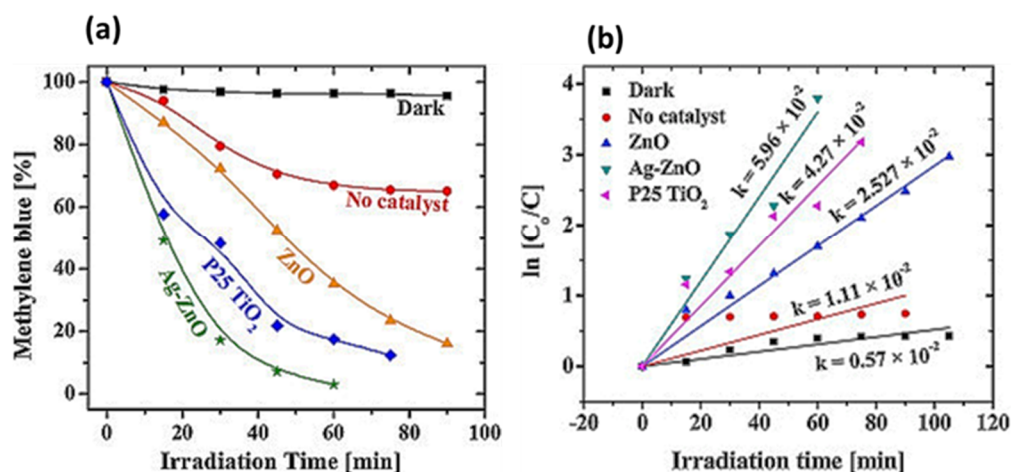 (a)
100
80
60
40
20
0
Methylene blue [%]
Dark
No catalyst
ZnO
P25 TiO₂
Ag-ZnO
0 20 40 60 80 100
Irradiation Time [min]
(b)
4
3
2
1
0
ln [Cₒ/C]
Dark
No catalyst
ZnO
Ag-ZnO
P25 TiO₂
k = 5.96 × 10⁻²
k = 4.27 × 10⁻²
k = 2.527 × 10⁻²
k = 1.11 × 10⁻²
k = 0.57 × 10⁻²
-20 0 20 40 60 80 100 120
Irradiation time [min]